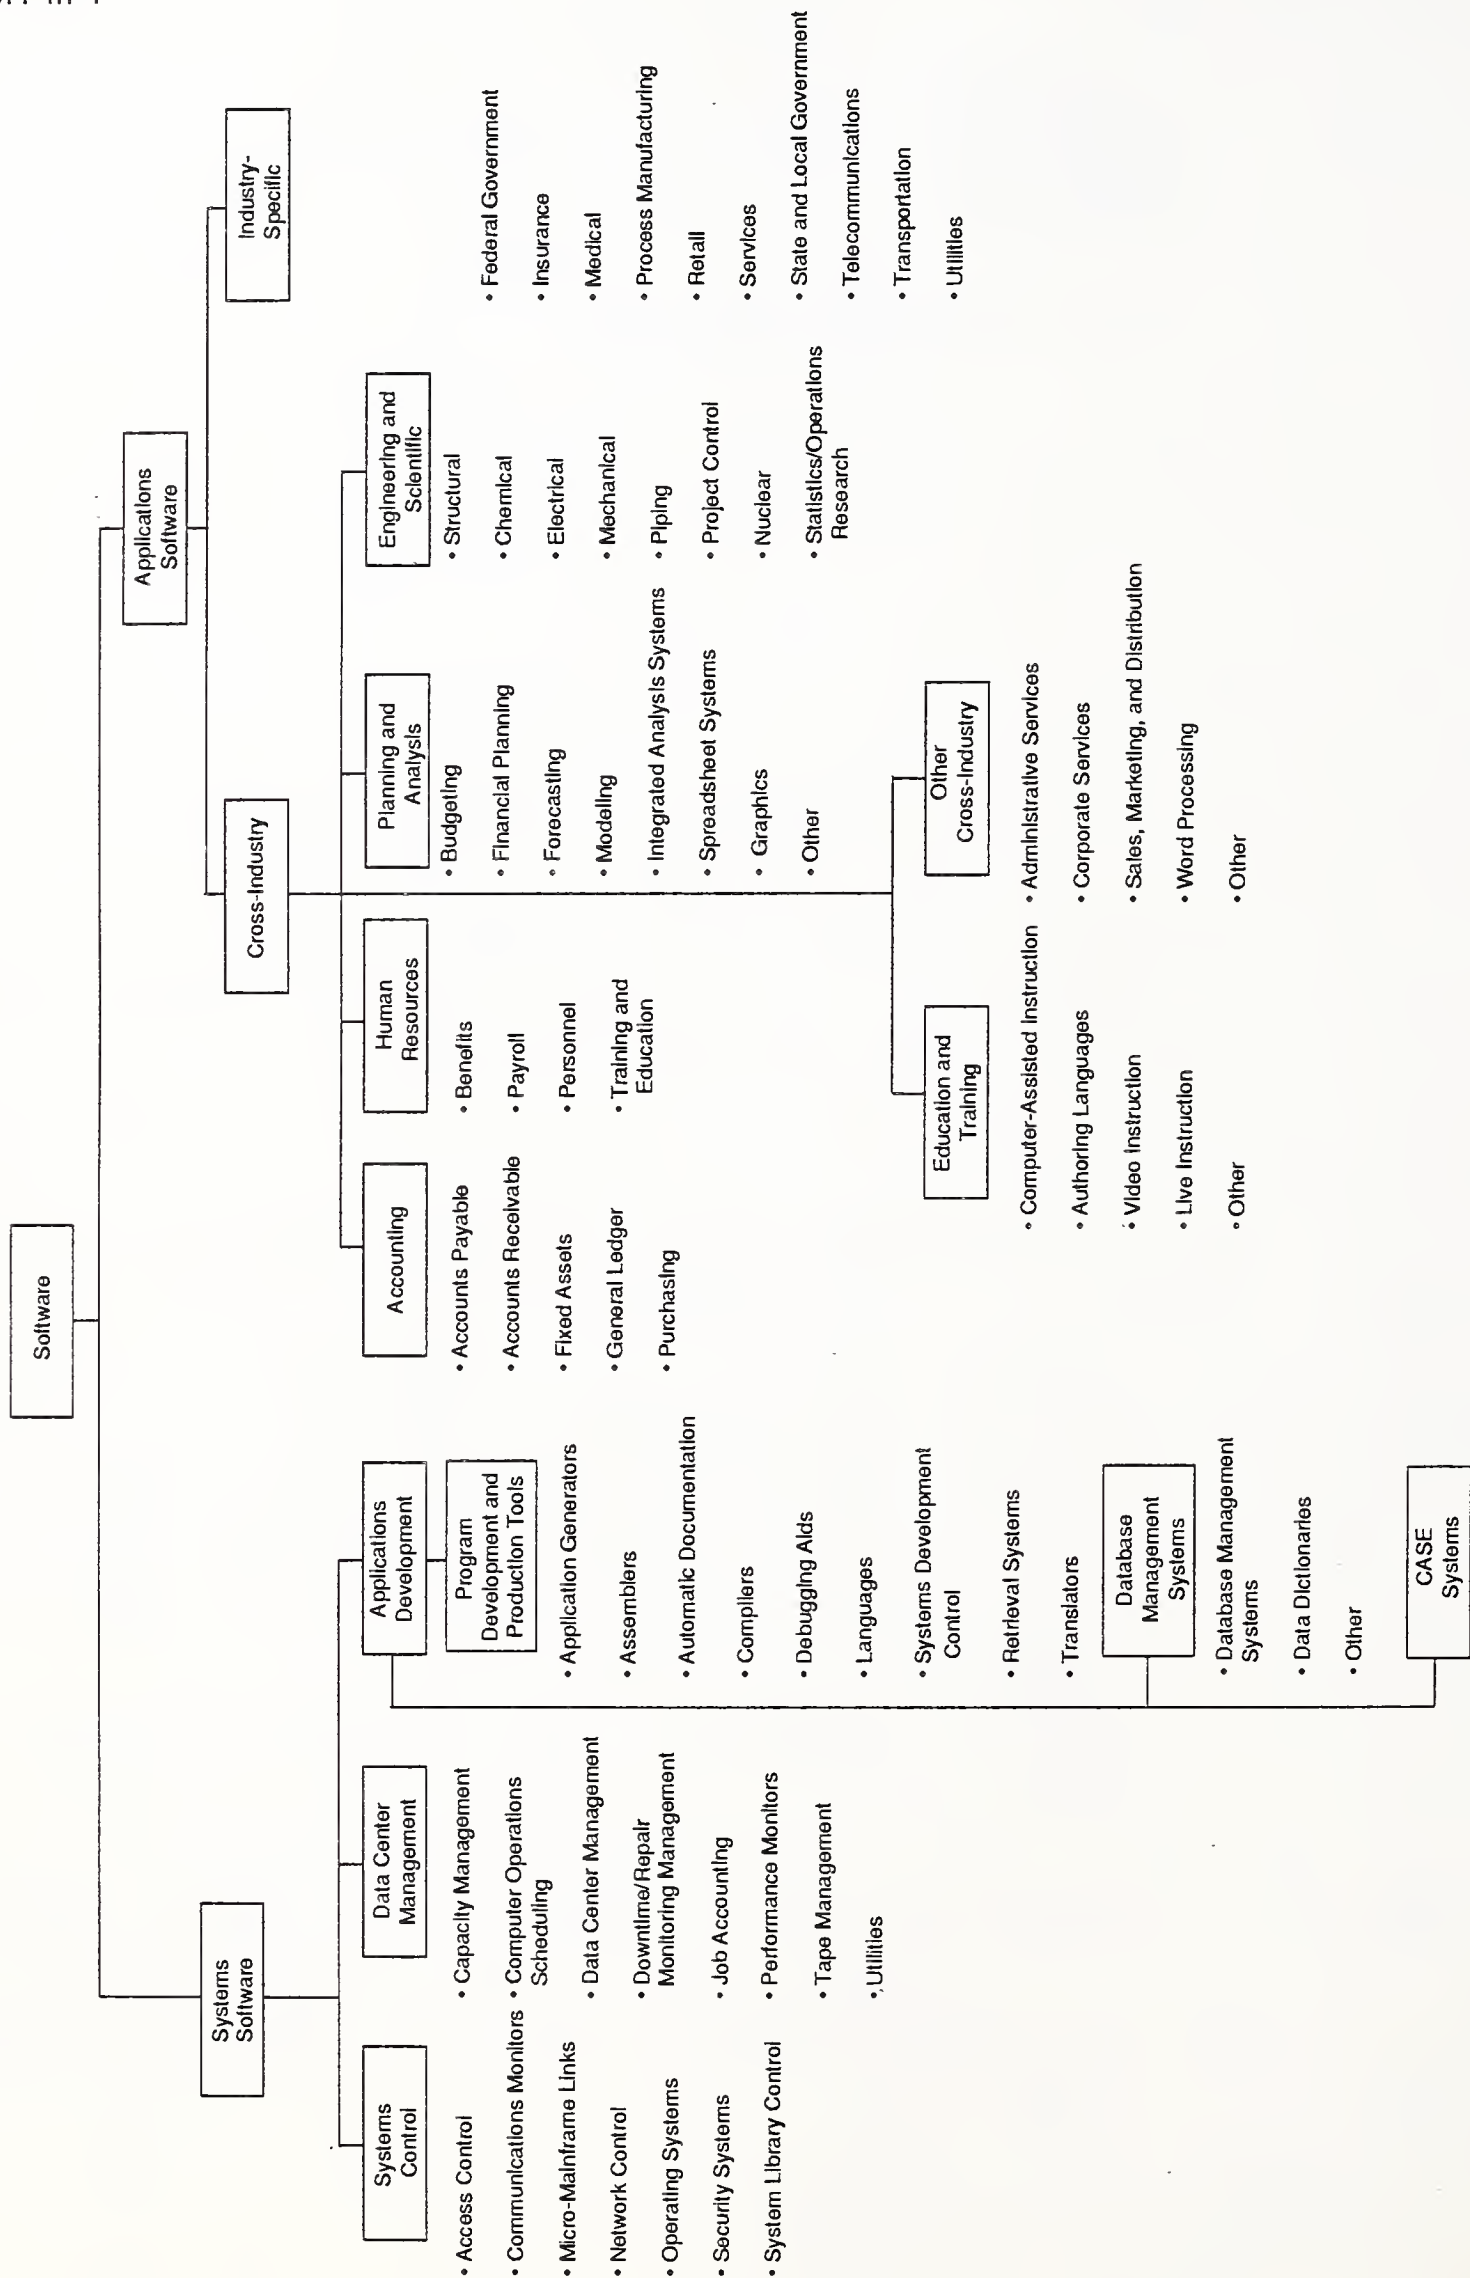 Software
Systems
Software
Applications
Software
Systems
Control
Data Center
Management
Applications
Development
Cross-Industry
Industry-
Specific
• Access Control
• Communications Monitors
• Micro-Mainframe Links
• Network Control
• Operating Systems
• Security Systems
• System Library Control
• Capacity Management
• Computer Operations
Scheduling
• Data Center Management
• Downtime/Repair
Monitoring Management
• Job Accounting
• Performance Monitors
• Tape Management
• Utilities
Program
Development and
Production Tools
• Application Generators
• Assemblers
• Automatic Documentation
• Compilers
• Debugging Aids
• Languages
• Systems Development
Control
• Retrieval Systems
• Translators
Database
Management
Systems
• Database Management
Systems
• Data Dictionaries
• Other
CASE
Systems
Accounting
• Accounts Payable
• Accounts Receivable
• Fixed Assets
• General Ledger
• Purchasing
Human
Resources
• Benefits
• Payroll
• Personnel
• Training and
Education
Planning and
Analysis
• Budgeting
• Financial Planning
• Forecasting
• Modeling
• Integrated Analysis Systems
• Spreadsheet Systems
• Graphics
• Other
Engineering and
Scientific
• Structural
• Chemical
• Electrical
• Mechanical
• Piping
• Project Control
• Nuclear
• Statistics/Operations
Research
Education and
Training
• Computer-Assisted Instruction
• Authoring Languages
• Video Instruction
• Live Instruction
• Other
Other
Cross-Industry
• Administrative Services
• Corporate Services
• Sales, Marketing, and Distribution
• Word Processing
• Other
• Federal Government
• Insurance
• Medical
• Process Manufacturing
• Retail
• Services
• State and Local Government
• Telecommunications
• Transportation
• Utilities